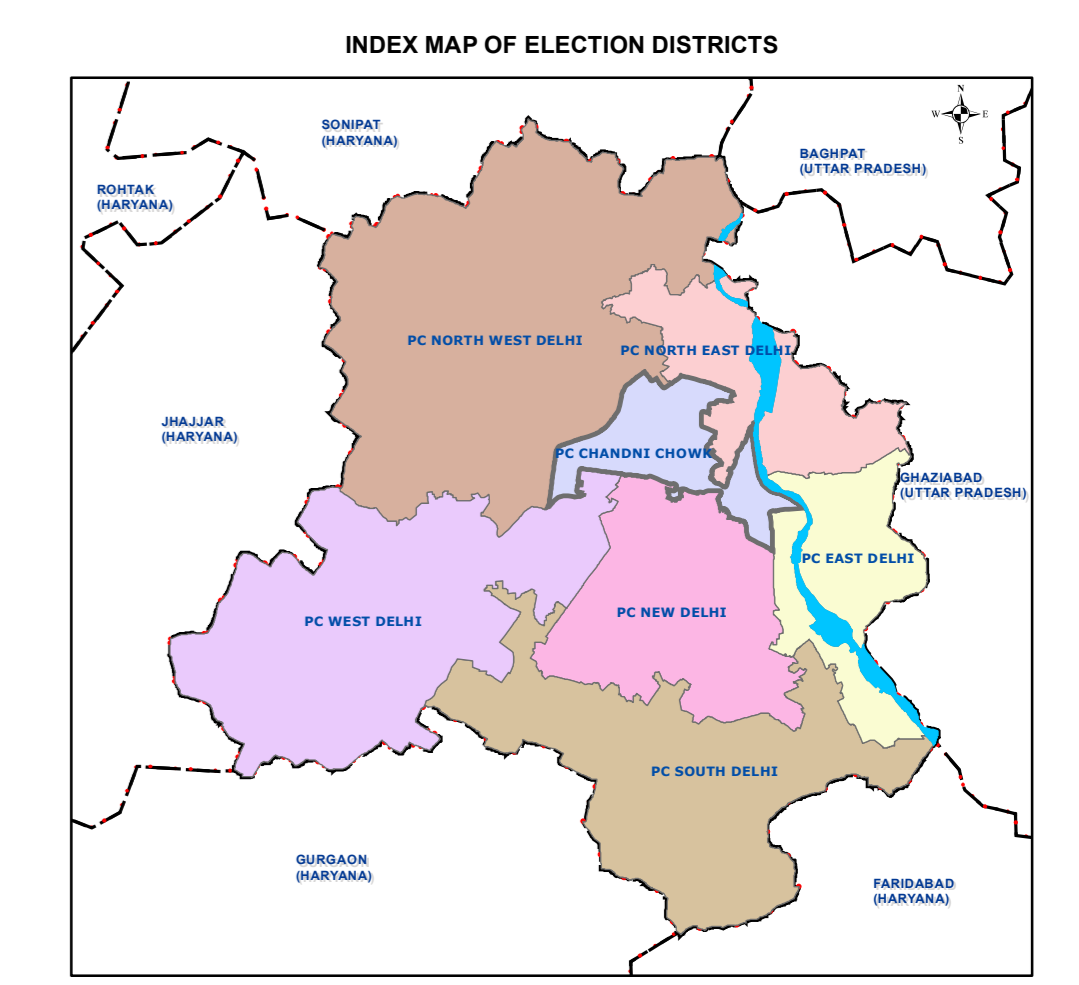 INDEX MAP OF ELECTION DISTRICTS
N
W
E
S
SONIPAT
(HARYANA)
BAGHPAT
(UTTAR PRADESH)
ROHTAK
(HARYANA)
PC NORTH WEST DELHI
PC NORTH EAST DELHI
JHAJJAR
(HARYANA)
PC CHANDNI CHOWK
GHAZIABAD
(UTTAR PRADESH)
PC EAST DELHI
PC WEST DELHI
PC NEW DELHI
PC SOUTH DELHI
GURGAON
(HARYANA)
FARIDABAD
(HARYANA)